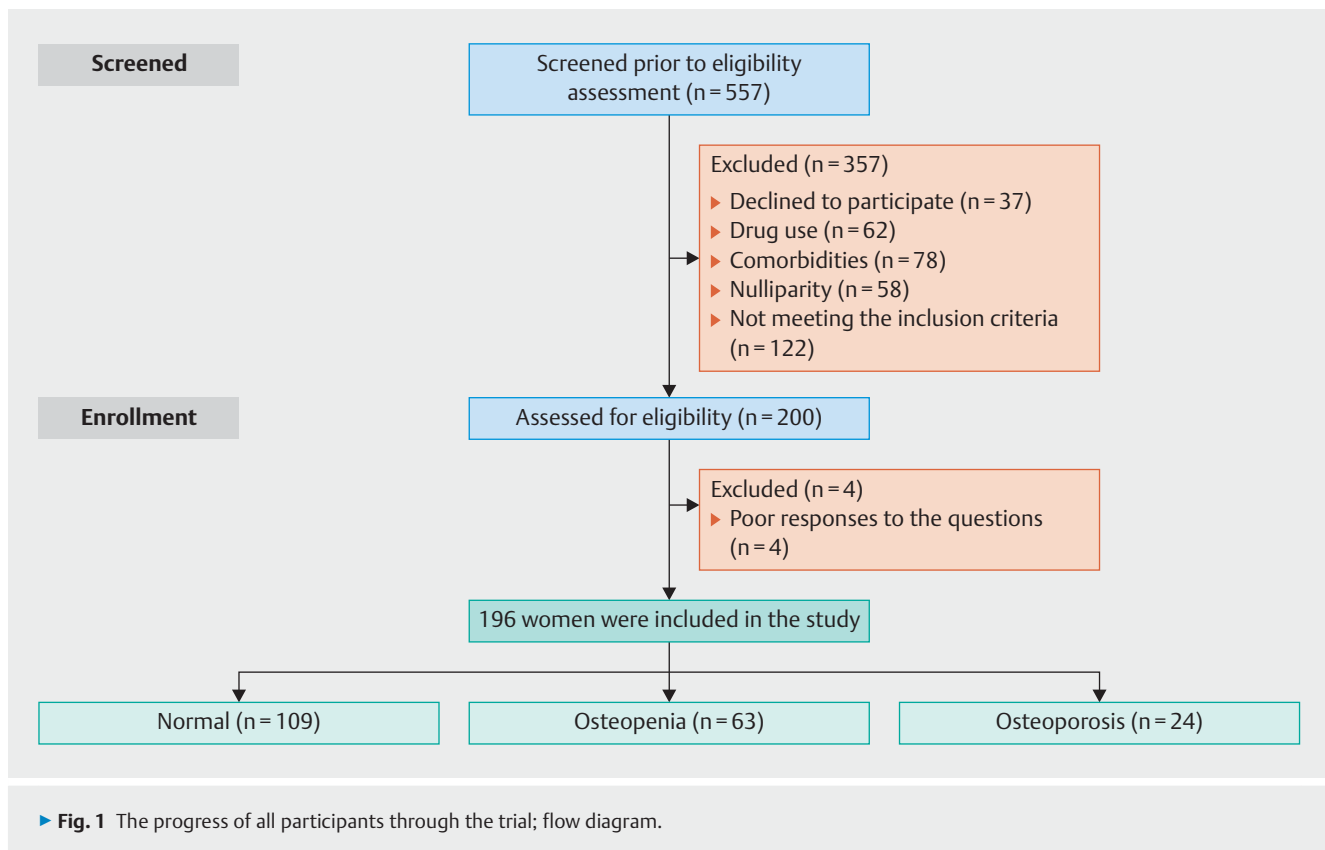 Screened
Screened prior to eligibility
assessment (n = 557)
Excluded (n = 357)
▶ Declined to participate (n = 37)
▶ Drug use (n = 62)
▶ Comorbidities (n = 78)
▶ Nulliparity (n = 58)
▶ Not meeting the inclusion criteria
(n = 122)
Enrollment
Assessed for eligibility (n = 200)
Excluded (n = 4)
▶ Poor responses to the questions
(n = 4)
196 women were included in the study
Normal (n = 109)
Osteopenia (n = 63)
Osteoporosis (n = 24)
▶ Fig. 1 The progress of all participants through the trial; flow diagram.